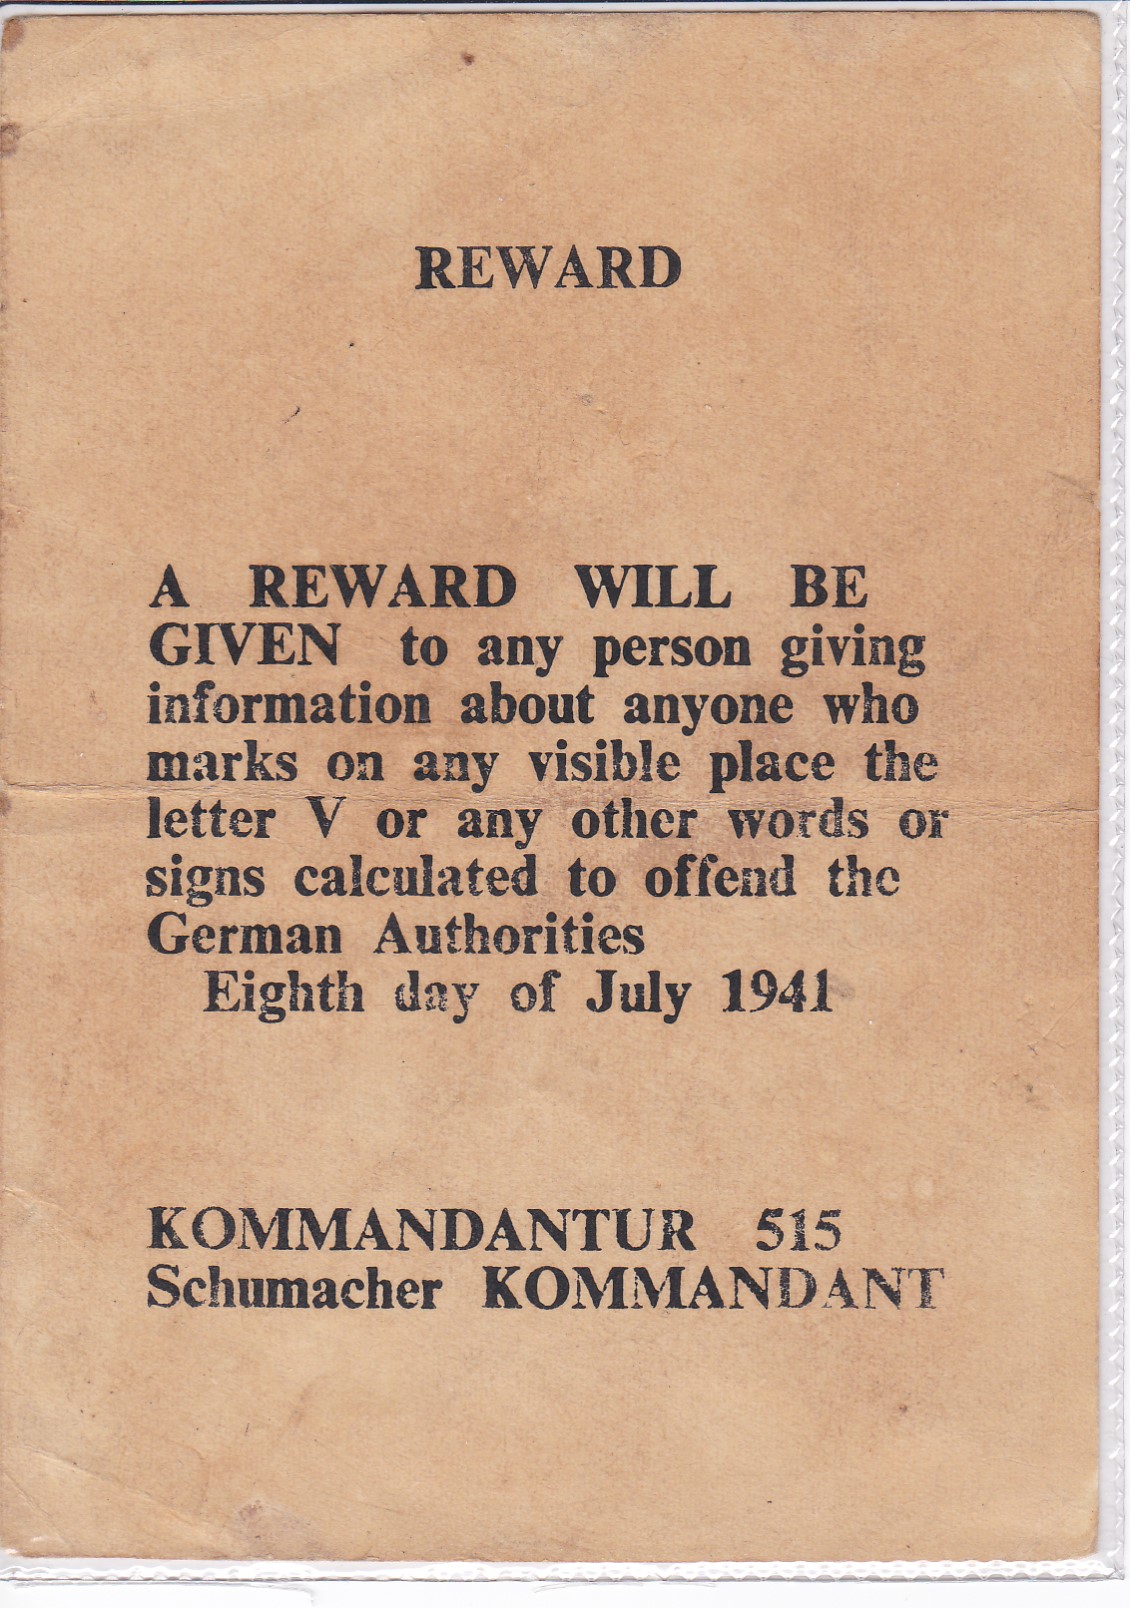 REWARD
A REWARD WILL BE
GIVEN to any person giving
information about anyone who
marks on any visible place the
letter V or any other words or
signs calculated to offend the
German Authorities
Eighth day of July 1941
KOMMANDANTUR 515
Schumacher KOMMANDANT